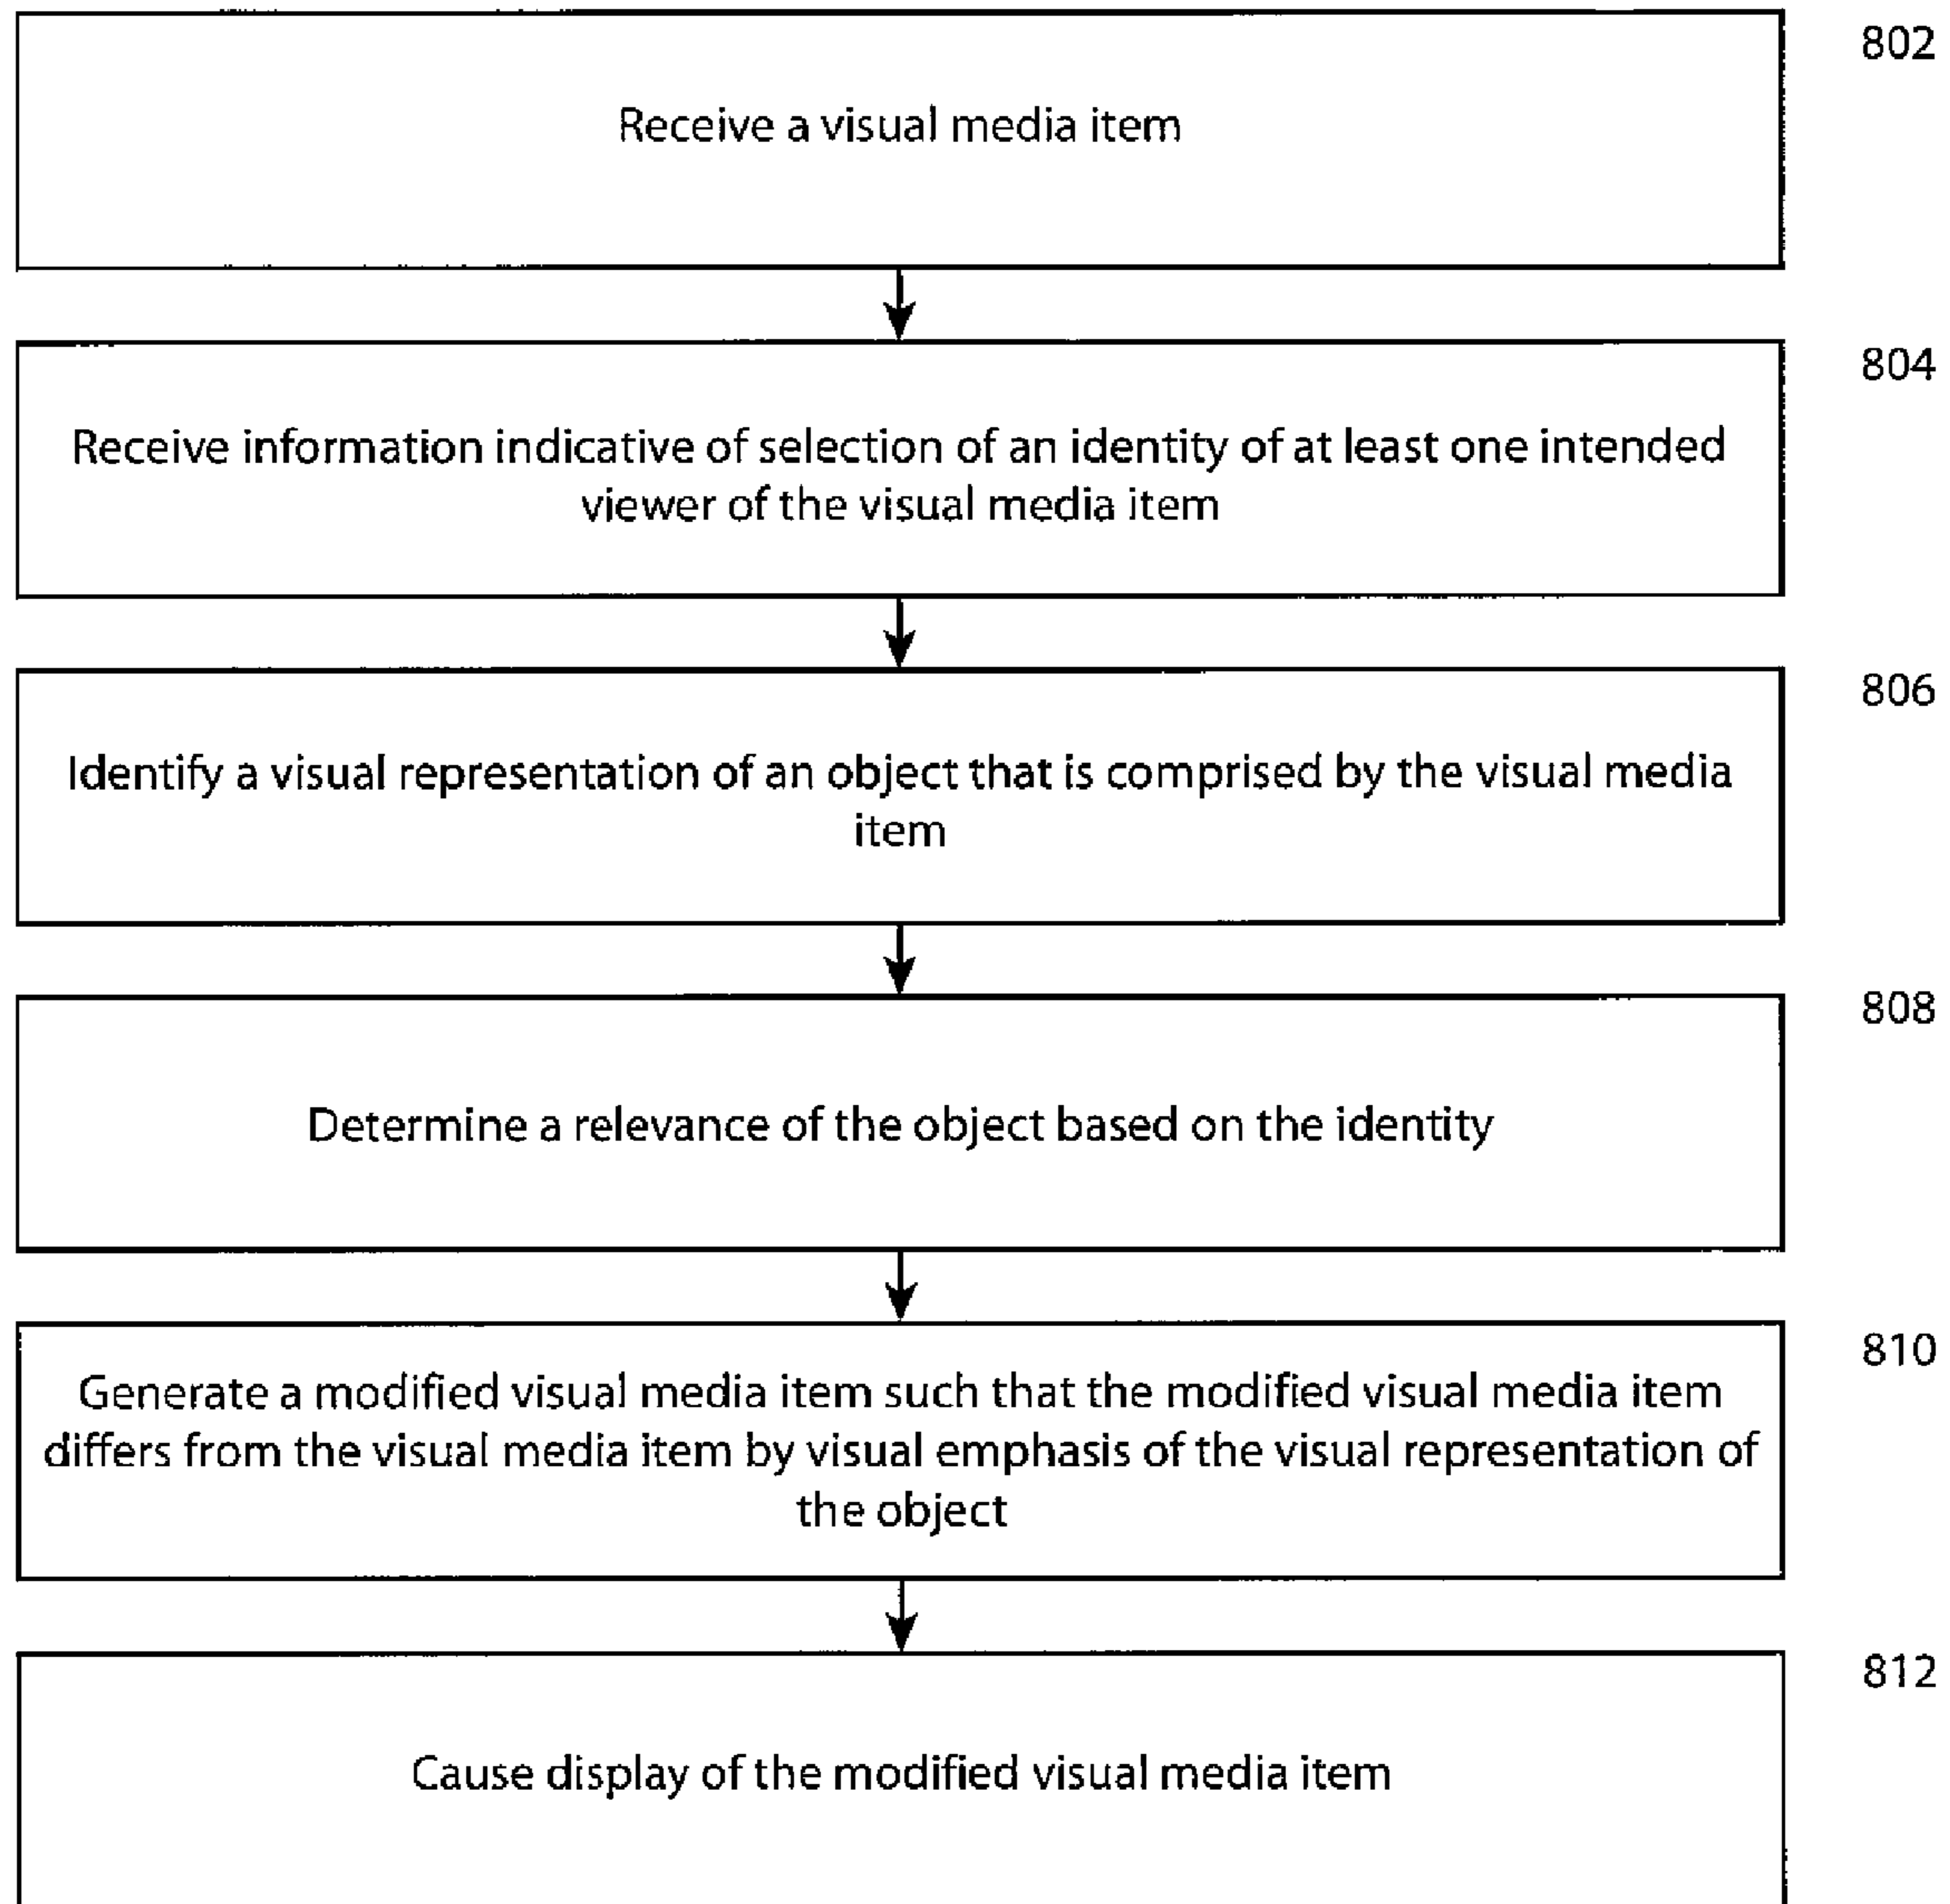 802
Receive a visual media item
804
Receive information indicative of selection of an identity of at least one intended
viewer of the visual media item
806
Identify a visual representation of an object that is comprised by the visual media
item
808
Determine a relevance of the object based on the identity
810
Generate a modified visual media item such that the modified visual media item
differs from the visual media item by visual emphasis of the visual representation of
the object
812
Cause display of the modified visual media item